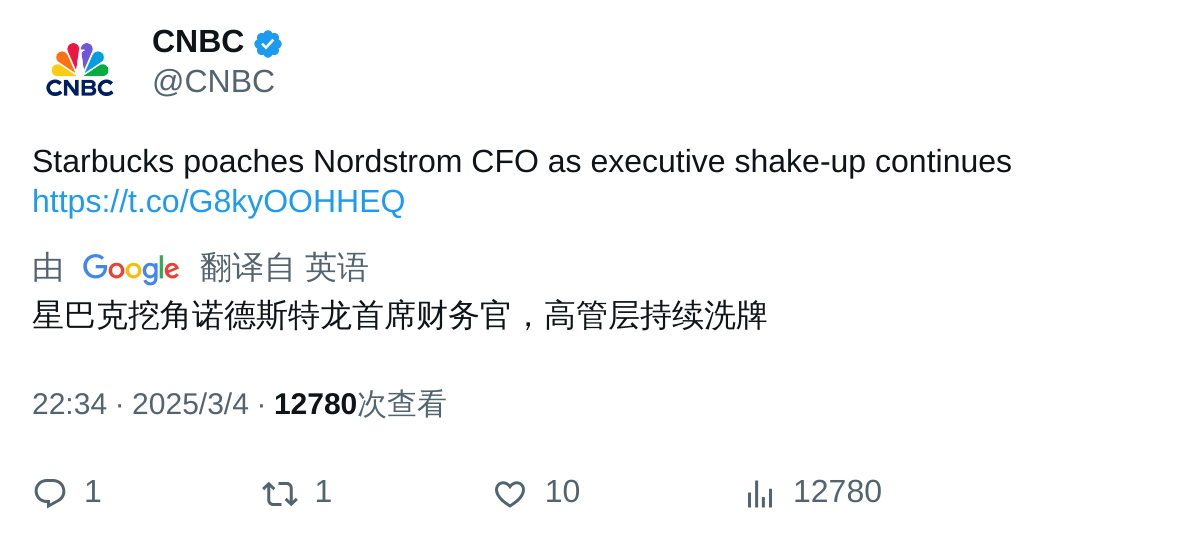 CNBC
CNBC
@CNBC
Starbucks poaches Nordstrom CFO as executive shake-up continues
https://t.co/G8kyOOHHEQ
由 Google 翻译自 英语
星巴克挖角诺德斯特龙首席财务官，高管层持续洗牌
22:34 · 2025/3/4 · 12780次查看
1 1 10 12780